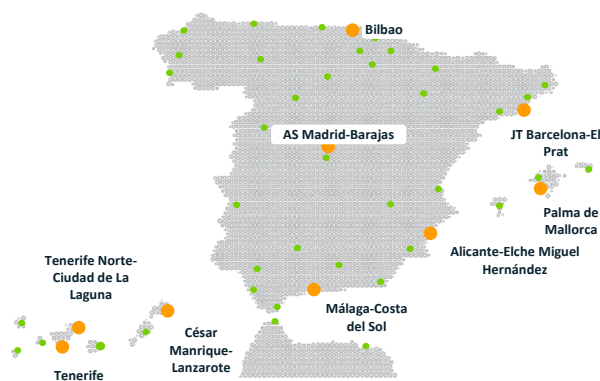 Bilbao
AS Madrid-Barajas
JT Barcelona-El
Prat
Palma de
Mallorca
Alicante-Elche Miguel
Hernández
Tenerife Norte-
Ciudad de La
Laguna
Málaga-Costa
del Sol
César
Manrique-
Lanzarote
Tenerife